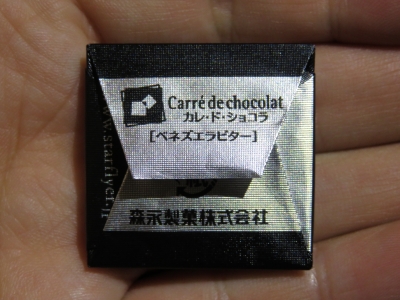 Carré de chocolat
カレ・ド・ショコラ
[ベネズエラビター]
森永製菓株式会社